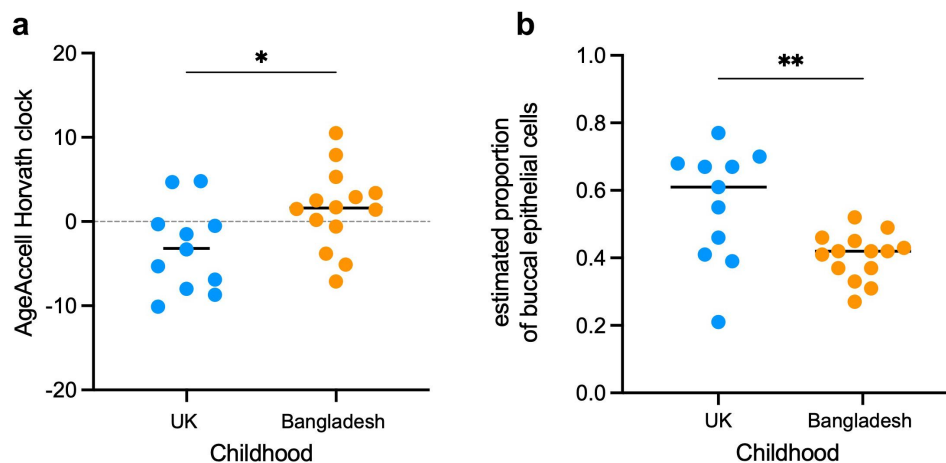 a
*
20
10
0
-10
-20
AgeAccell Horvath clock
UK
Bangladesh
Childhood
b
**
1.0
0.8
0.6
0.4
0.2
0.0
estimated proportion
of buccal epithelial cells
UK
Bangladesh
Childhood